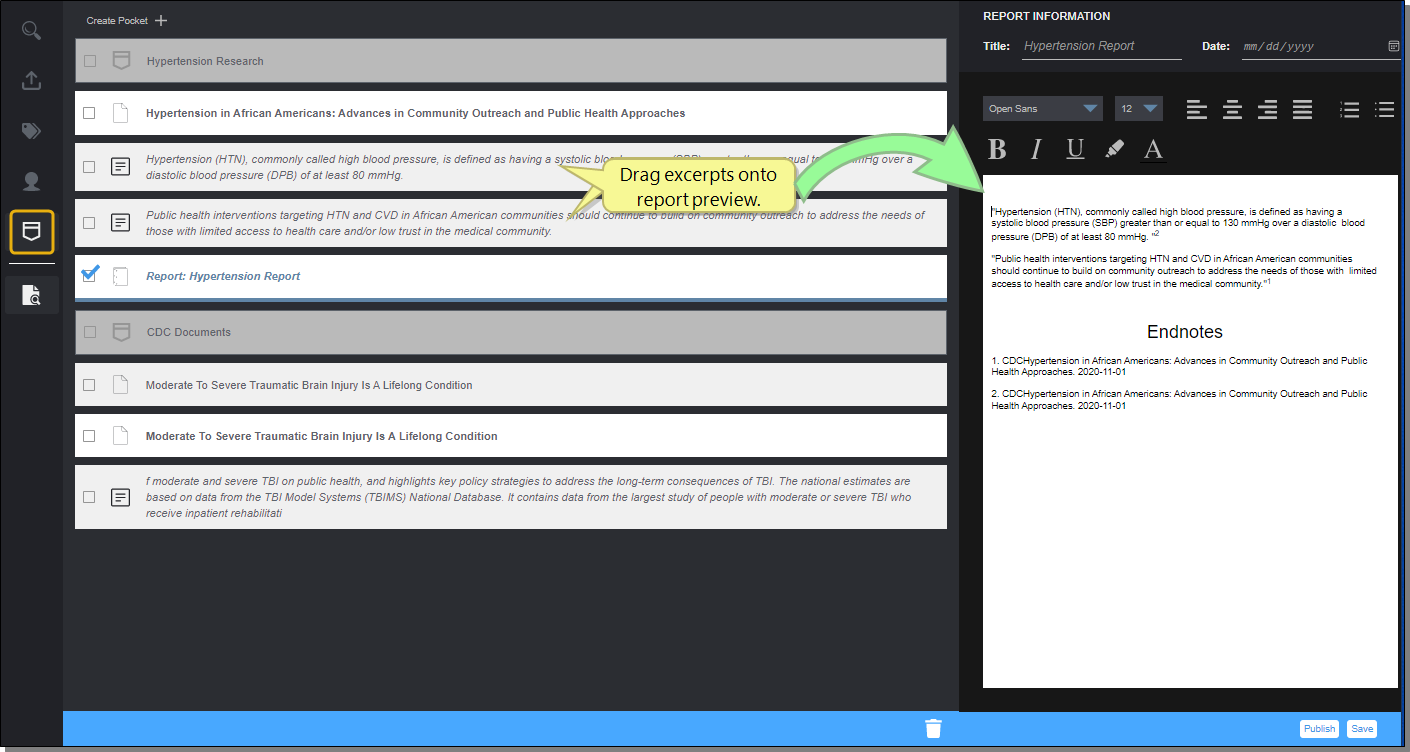 Create Pocket
Hypertension Research
Hypertension in African Americans: Advances in Community Outreach and Public Health Approaches
Hypertension (HTN), commonly called high blood pressure, is defined as having a systolic equal to mmHg over a
diastolic blood pressure (DPB) of at least 80 mmHg.
Public health interventions targeting HTN and CVD in African American communities should continue to build on community outreach to address the needs of
those with limited access to health care and/or low trust in the medical community.
Report: Hypertension Report
CDC Documents
Moderate To Severe Traumatic Brain Injury Is A Lifelong Condition
Moderate To Severe Traumatic Brain Injury Is A Lifelong Condition
f moderate and severe TBI on public health, and highlights key policy strategies to address the long-term consequences of TBI. The national estimates are
based on data from the TBI Model Systems (TBIMS) National Database. It contains data from the largest study of people with moderate or severe TBI who
receive inpatient rehabilitati
Drag excerpts onto
report preview.
REPORT INFORMATION
Title: Hypertension Report Date: mm/dd/yyyy
Open Sans 12
B I U A
"Hypertension (HTN), commonly called high blood pressure, is defined as having a
systolic blood pressure (SBP) greater than or equal to 130 mmHg over a diastolic blood
pressure (DPB) of at least 80 mmHg. "2
"Public health interventions targeting HTN and CVD in African American communities
should continue to build on community outreach to address the needs of those with limited
access to health care and/or low trust in the medical community."1
Endnotes
1. CDCHypertension in African Americans: Advances in Community Outreach and Public
Health Approaches. 2020-11-01
2. CDCHypertension in African Americans: Advances in Community Outreach and Public
Health Approaches. 2020-11-01
Publish Save